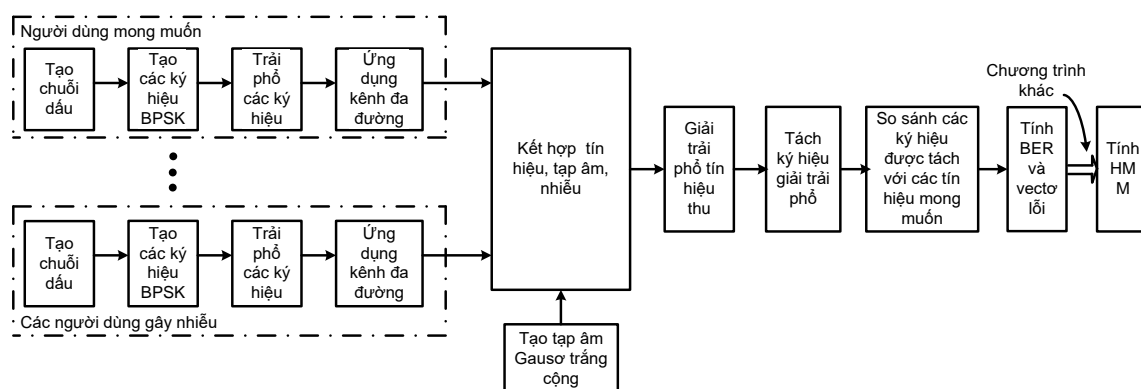 Người dùng mong muốn
Tạo
chuỗi
dấu
Tạo
các ký
hiệu
BPSK
Trải
phổ
các ký
hiệu
Ứng
dụng
kênh đa
đường
Các người dùng gây nhiễu
Tạo
chuỗi
dấu
Tạo
các ký
hiệu
BPSK
Trải
phổ
các ký
hiệu
Ứng
dụng
kênh đa
đường
Kết hợp tín
hiệu, tạp âm,
nhiễu
Tạo tạp âm
Gausơ trắng
cộng
Giải
trải
phổ tín
hiệu
thu
Tách
ký hiệu
giải trải
phổ
So sánh các
ký hiệu
được tách
với các tín
hiệu mong
muốn
Tính
BER
và
vectơ
lỗi
Chương trình
khác
Tính
HM
M